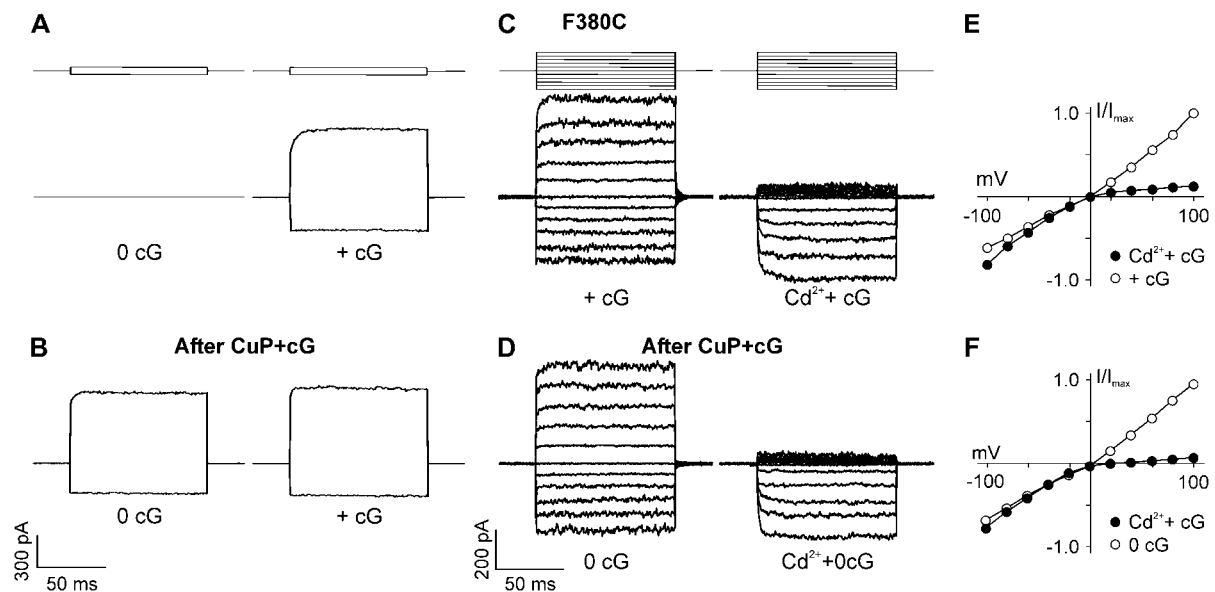 A
0 cG
+ cG
B
After CuP+cG
0 cG
+ cG
300 pA
50 ms
C
F380C
+ cG
Cd²⁺+ cG
D
After CuP+cG
0 cG
Cd²⁺+0cG
200 pA
50 ms
E
1.0
I/Imax
mV
-100
100
-1.0
Cd²⁺+ cG
+ cG
F
1.0
I/Imax
mV
-100
100
-1.0
Cd²⁺+ cG
0 cG